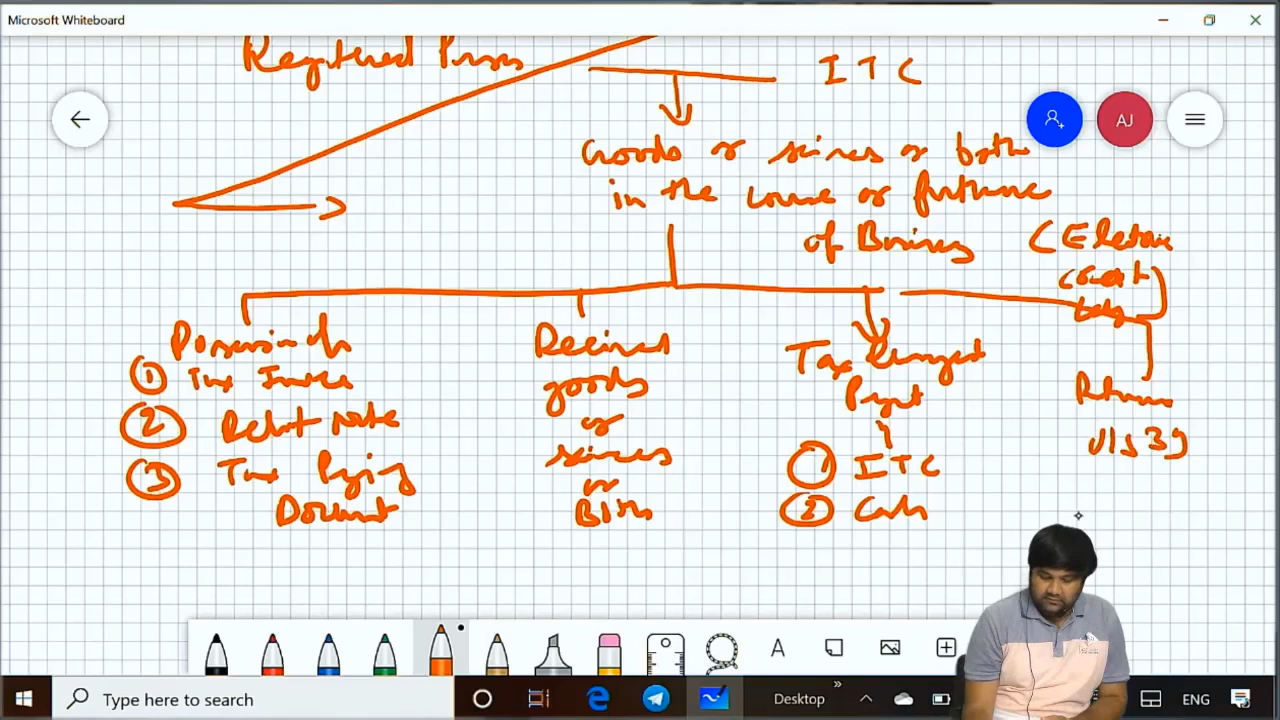 Microsoft Whiteboard
Registered Person
ITC
AJ
Goods or services or both
in the course or furtherance
of Business
(Electronic
Credit
Possession of
① Tax Invoice
② Debit note
③ Tax Paying
Document
Received
goods
or
services
or
Both
Tax Charged
Paymt
① ITC
② Cash
Returns
u/s 39
A
Type here to search
Desktop
ENG